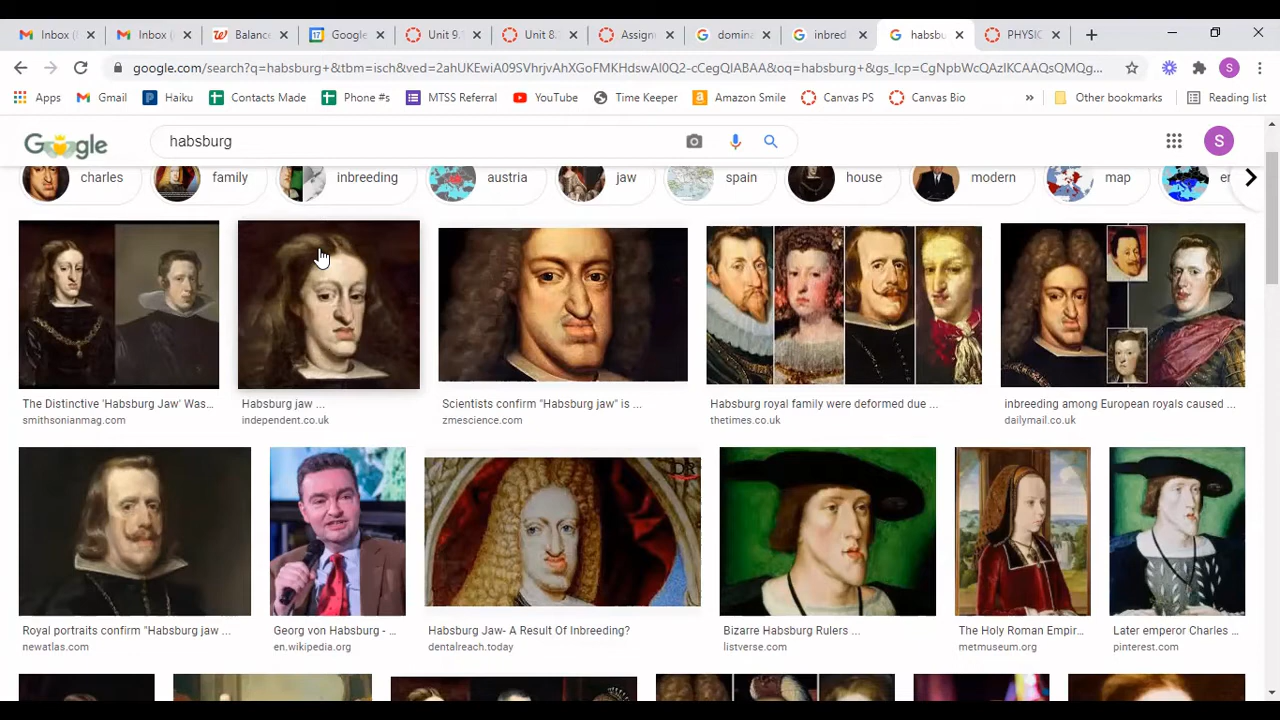 Inbox (
Inbox (
Balance
Google
Unit 9.
Unit 8.
Assign
domina
inbred
habsbu
PHYSIC
google.com/search?q=habsburg+&tbm=isch&ved=2ahUKEwiA09SVhrjvAhXGoFMKHdswAl0Q2-cCegQIABAA&oq=habsburg+&gs_lcp=CgNpbWcQAzIKCAAQsQMQg...
Apps Gmail Haiku Contacts Made Phone #s MTSS Referral YouTube Time Keeper Amazon Smile Canvas PS Canvas Bio » Other bookmarks Reading list
Google
habsburg
S
charles family inbreeding austria jaw spain house modern map
The Distinctive 'Habsburg Jaw' Was...
smithsonianmag.com
Habsburg jaw ...
independent.co.uk
Scientists confirm "Habsburg jaw" is ...
zmescience.com
Habsburg royal family were deformed due ...
thetimes.co.uk
inbreeding among European royals caused ...
dailymail.co.uk
Royal portraits confirm "Habsburg jaw ...
newatlas.com
Georg von Habsburg - ...
en.wikipedia.org
Habsburg Jaw- A Result Of Inbreeding?
dentalreach.today
Bizarre Habsburg Rulers ...
listverse.com
The Holy Roman Empir...
metmuseum.org
Later emperor Charles ...
pinterest.com